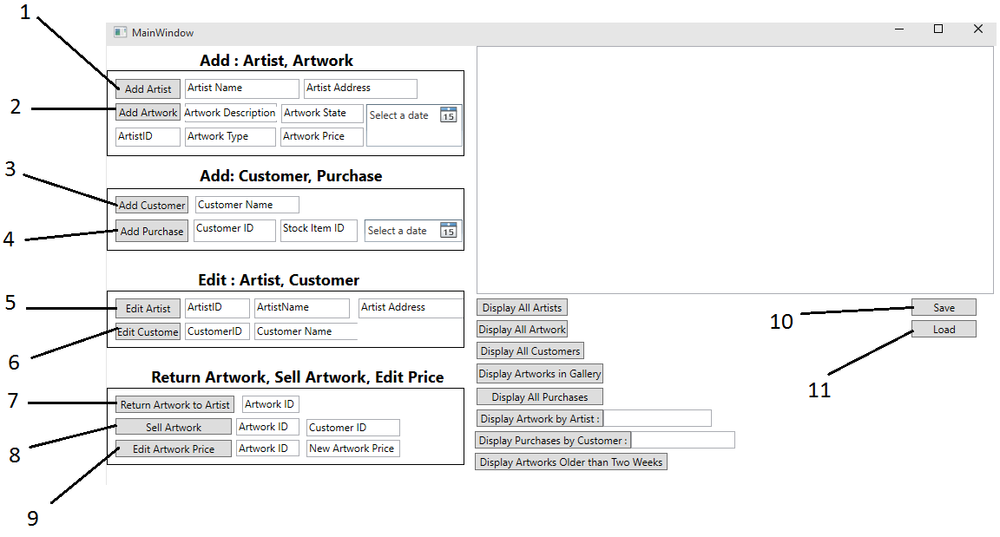 1
MainWindow
Add : Artist, Artwork
Add Artist Artist Name Artist Address
2
Add Artwork Artwork Description Artwork State Select a date 15
ArtistID Artwork Type Artwork Price
3
Add: Customer, Purchase
Add Customer Customer Name
4
Add Purchase Customer ID Stock Item ID Select a date 15
Edit : Artist, Customer
5
Edit Artist ArtistID ArtistName Artist Address
6
Edit Custome CustomerID Customer Name
Return Artwork, Sell Artwork, Edit Price
7
Return Artwork to Artist Artwork ID
8
Sell Artwork Artwork ID Customer ID
Edit Artwork Price Artwork ID New Artwork Price
9
Display All Artists
Display All Artwork
Display All Customers
Display Artworks in Gallery
Display All Purchases
Display Artwork by Artist :
Display Purchases by Customer :
Display Artworks Older than Two Weeks
10
Save
Load
11